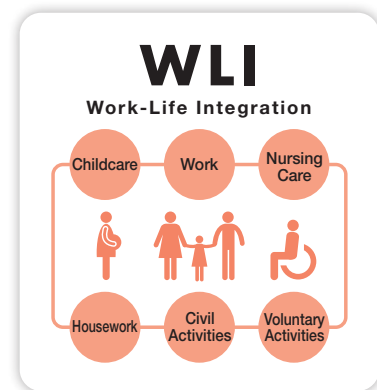 WLI
Work-Life Integration
Childcare
Work
Nursing
Care
Housework
Civil
Activities
Voluntary
Activities